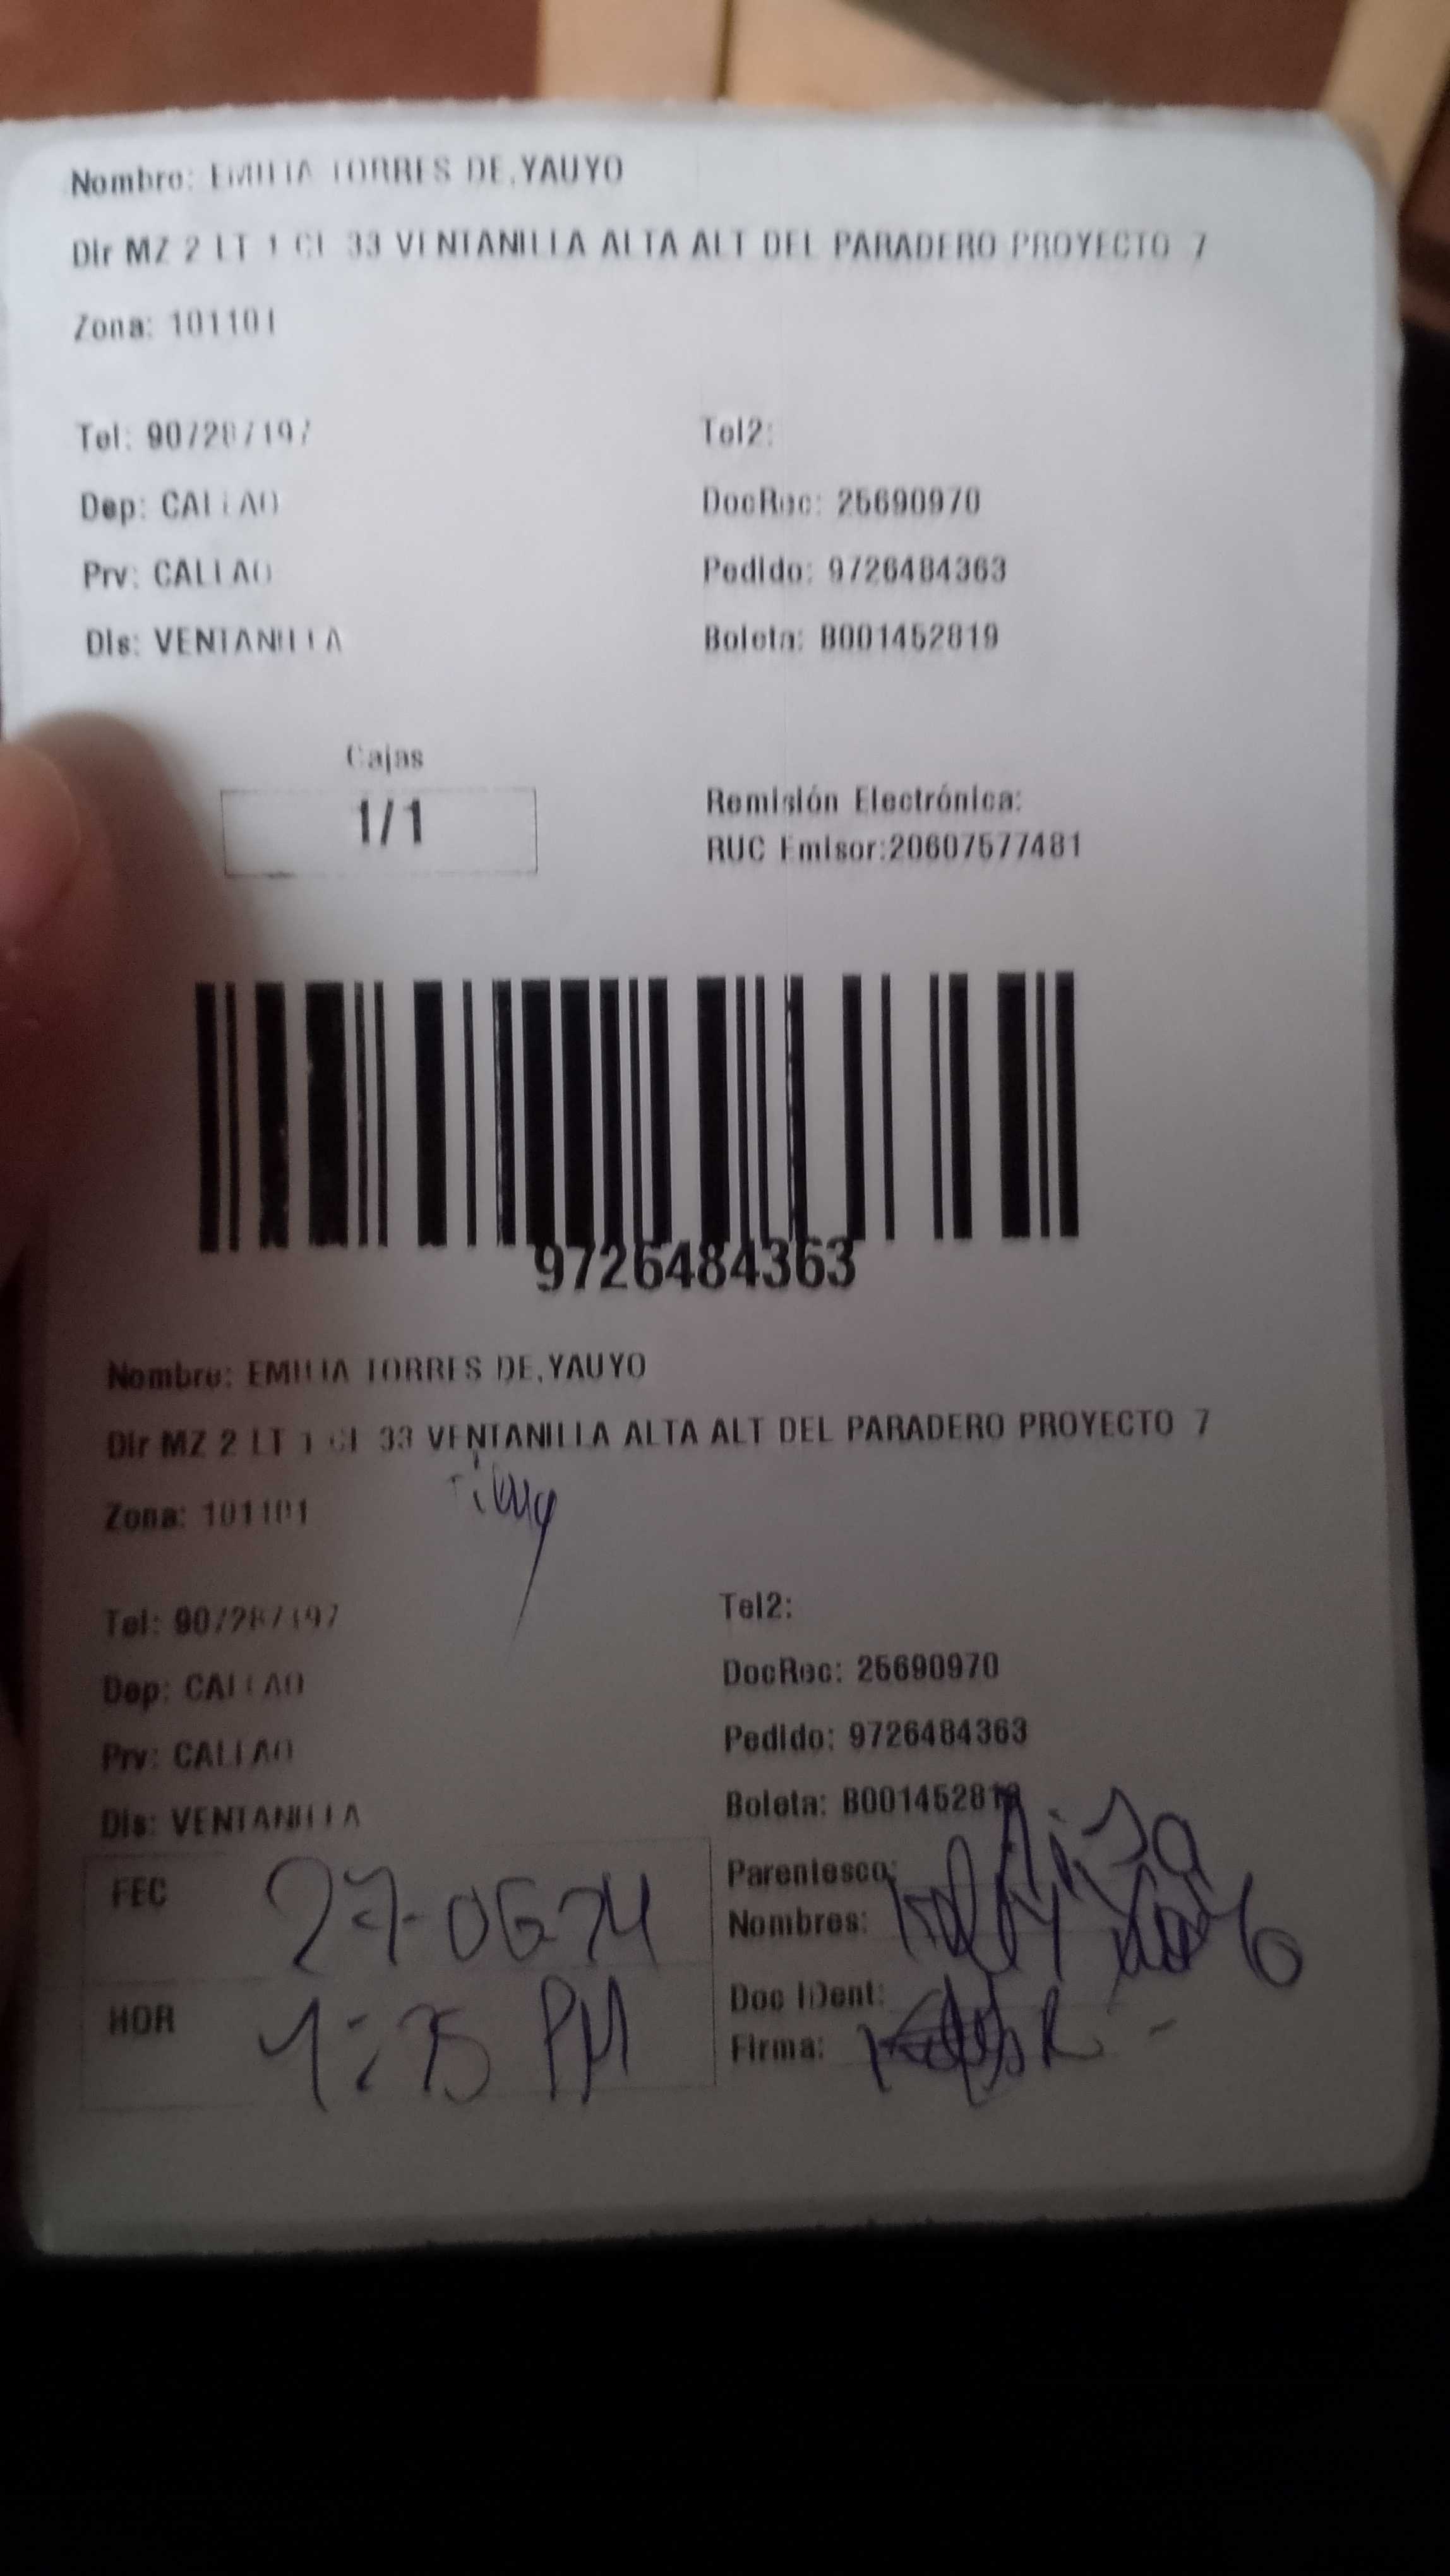 Nombre: EMILIA TORRES DE.YAUYO
Dir MZ 2 LT 1 CL 33 VENTANILLA ALTA ALT DEL PARADERO PROYECTO 7
Zona: 101101
Tel: 907287197 Tel2:
Dep: CALLAO DocRec: 25690970
Prv: CALLAO Pedido: 9726484363
Dis: VENTANILLA Boleta: B001452819
Cajas
1/1
Remisión Electrónica:
RUC Emisor:20607577481
9726484363
Nombre: EMILIA TORRES DE.YAUYO
Dir MZ 2 LT 1 CL 33 VENTANILLA ALTA ALT DEL PARADERO PROYECTO 7
Zona: 101101
Tel: 907287197 Tel2:
Dep: CALLAO DocRec: 25690970
Prv: CALLAO Pedido: 9726484363
Dis: VENTANILLA Boleta: B001452819
FEC 27-06-24
Parentesco: Hija
Nombres:
HOR PM
Doc IDent:
Firma: